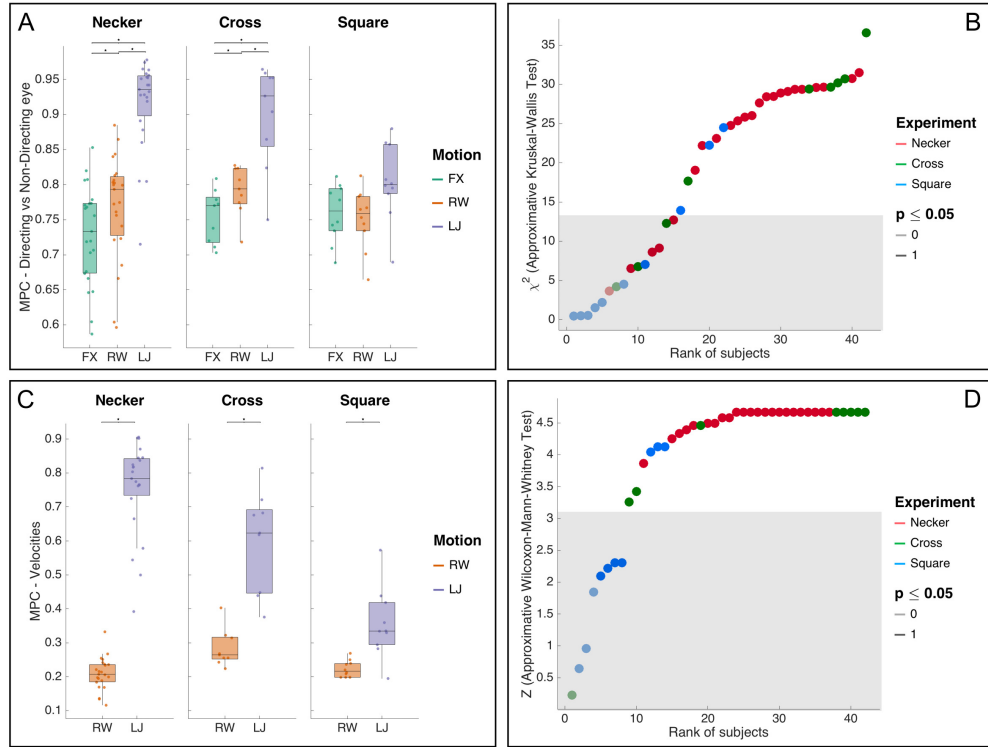 A
Necker Cross Square
MPC - Directing vs Non-Directing eye
0.95
0.9
0.85
0.8
0.75
0.7
0.65
0.6
FX RW LJ FX RW LJ FX RW LJ
Motion
FX
RW
LJ
B
χ² (Approximative Kruskal-Wallis Test)
35
30
25
20
15
10
5
0
0 10 20 30 40
Rank of subjects
Experiment
Necker
Cross
Square
p ≤ 0.05
0
1
C
Necker Cross Square
MPC - Velocities
0.9
0.8
0.7
0.6
0.5
0.4
0.3
0.2
0.1
RW LJ RW LJ RW LJ
Motion
RW
LJ
D
Z (Approximative Wilcoxon-Mann-Whitney Test)
4.5
4
3.5
3
2.5
2
1.5
1
0.5
0 10 20 30 40
Rank of subjects
Experiment
Necker
Cross
Square
p ≤ 0.05
0
1